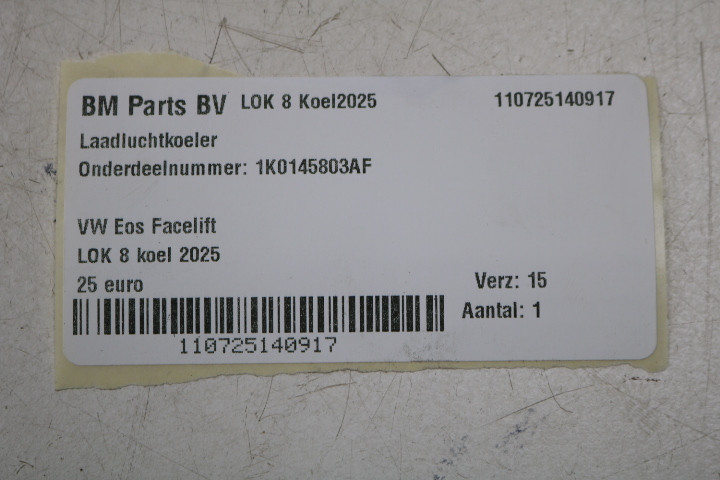 BM Parts BV LOK 8 Koel2025 110725140917
Laadluchtkoeler
Onderdeelnummer: 1K0145803AF
VW Eos Facelift
LOK 8 koel 2025
25 euro Verz: 15
Aantal: 1
110725140917